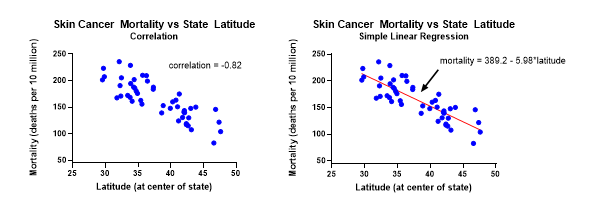 Skin Cancer Mortality vs State Latitude
Correlation
correlation = -0.82
Mortality (deaths per 10 million)
250
200
150
100
50
25
30
35
40
45
50
Latitude (at center of state)
Skin Cancer Mortality vs State Latitude
Simple Linear Regression
mortality = 389.2 - 5.98*latitude
Mortality (deaths per 10 million)
250
200
150
100
50
25
30
35
40
45
50
Latitude (at center of state)